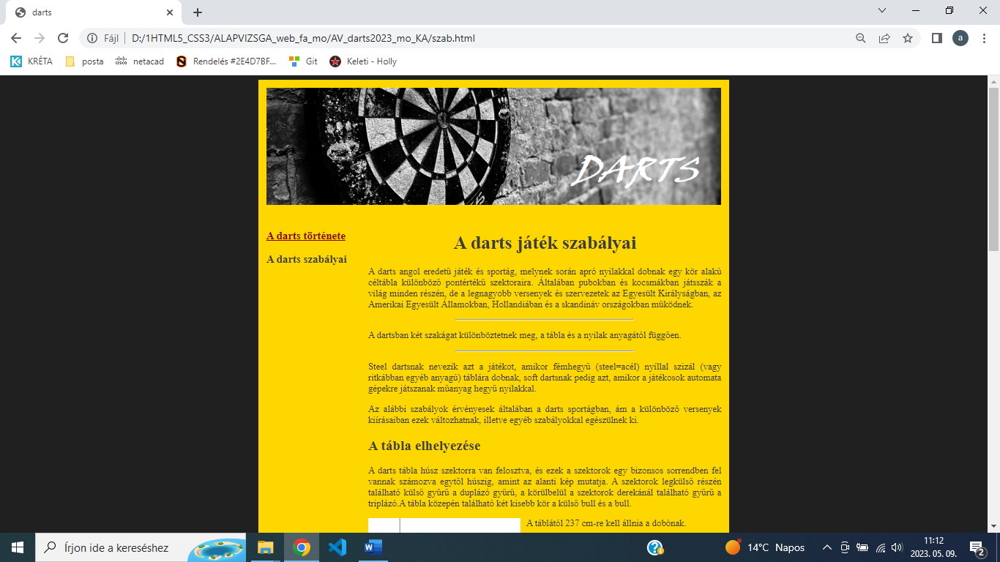 darts
Fájl
D:/1HTML5_CSS3/ALAPVIZSGA_web_fa_mo/AV_darts2023_mo_KA/szab.html
a
KRÉTA
posta
netacad
Rendelés #2E4D7BF...
Git
Keleti - Holly
DARTS
A darts története
A darts szabályai
A darts játék szabályai
A darts angol eredetű játék és sportág, melynek során apró nyilakkal dobnak egy kör alakú
céltábla különböző pontértékű szektoraira. Általában pubokban és kocsmákban játsszák a
világ minden részén, de a legnagyobb versenyek és szervezetek az Egyesült Királyságban, az
Amerikai Egyesült Államokban, Hollandiában és a skandináv országokban működnek.
A dartsban két szakágat különböztetnek meg, a tábla és a nyilak anyagától függően.
Steel dartsnak nevezik azt a játékot, amikor fémhegyű (steel=acél) nyíllal szizál (vagy
ritkábban egyéb anyagú) táblára dobnak, soft dartsnak pedig azt, amikor a játékosok automata
gépekre játszanak műanyag hegyű nyilakkal.
Az alábbi szabályok érvényesek általában a darts sportágban, ám a különböző versenyek
kiírásaiban ezek változhatnak, illetve egyéb szabályokkal egészülnek ki.
A tábla elhelyezése
A darts tábla húsz szektorra van felosztva, és ezek a szektorok egy bizonsos sorrendben fel
vannak számozva egytől húszig, amint az alanti kép mutatja. A szektorok legkülső részén
található külső gyűrű a duplázó gyűrű, a körülbelül a szektorok derekánál található gyűrű a
triplázó.A tábla közepén található két kisebb kör a külső bull és a bull.
A táblától 237 cm-re kell állnia a dobónak.
Írjon ide a kereséshez
14°C Napos
11:12
2023. 05. 09.
2